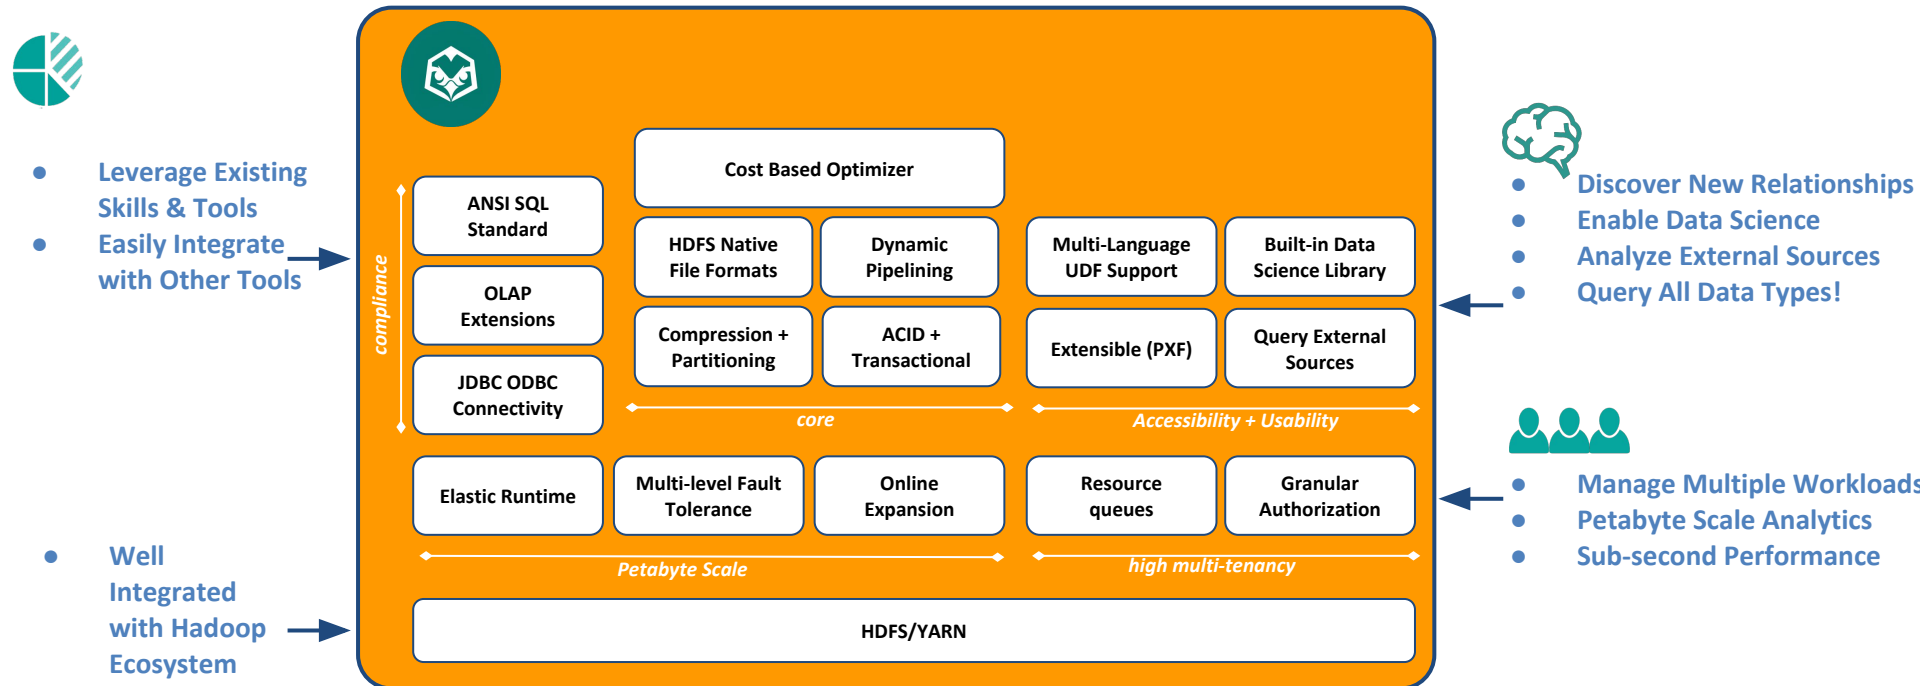 ● Leverage Existing
Skills & Tools
● Easily Integrate
with Other Tools
● Well
Integrated
with Hadoop
Ecosystem
compliance
ANSI SQL
Standard
OLAP
Extensions
JDBC ODBC
Connectivity
Cost Based Optimizer
HDFS Native
File Formats
Dynamic
Pipelining
Compression +
Partitioning
ACID +
Transactional
core
Multi-Language
UDF Support
Built-in Data
Science Library
Extensible (PXF)
Query External
Sources
Accessibility + Usability
Elastic Runtime
Multi-level Fault
Tolerance
Online
Expansion
Petabyte Scale
Resource
queues
Granular
Authorization
high multi-tenancy
HDFS/YARN
● Discover New Relationships
● Enable Data Science
● Analyze External Sources
● Query All Data Types!
● Manage Multiple Workloads
● Petabyte Scale Analytics
● Sub-second Performance